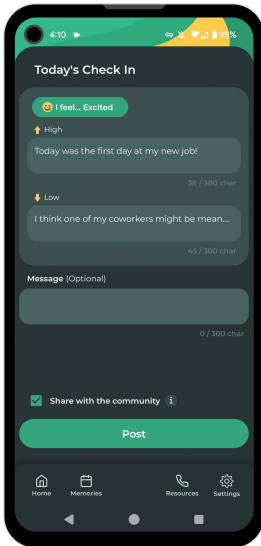 4:10
95%
Today's Check In
I feel... Excited
High
Today was the first day at my new job!
38 / 300 char
Low
I think one of my coworkers might be mean....
45 / 300 char
Message (Optional)
0 / 300 char
Share with the community i
Post
Home Memories Resources Settings